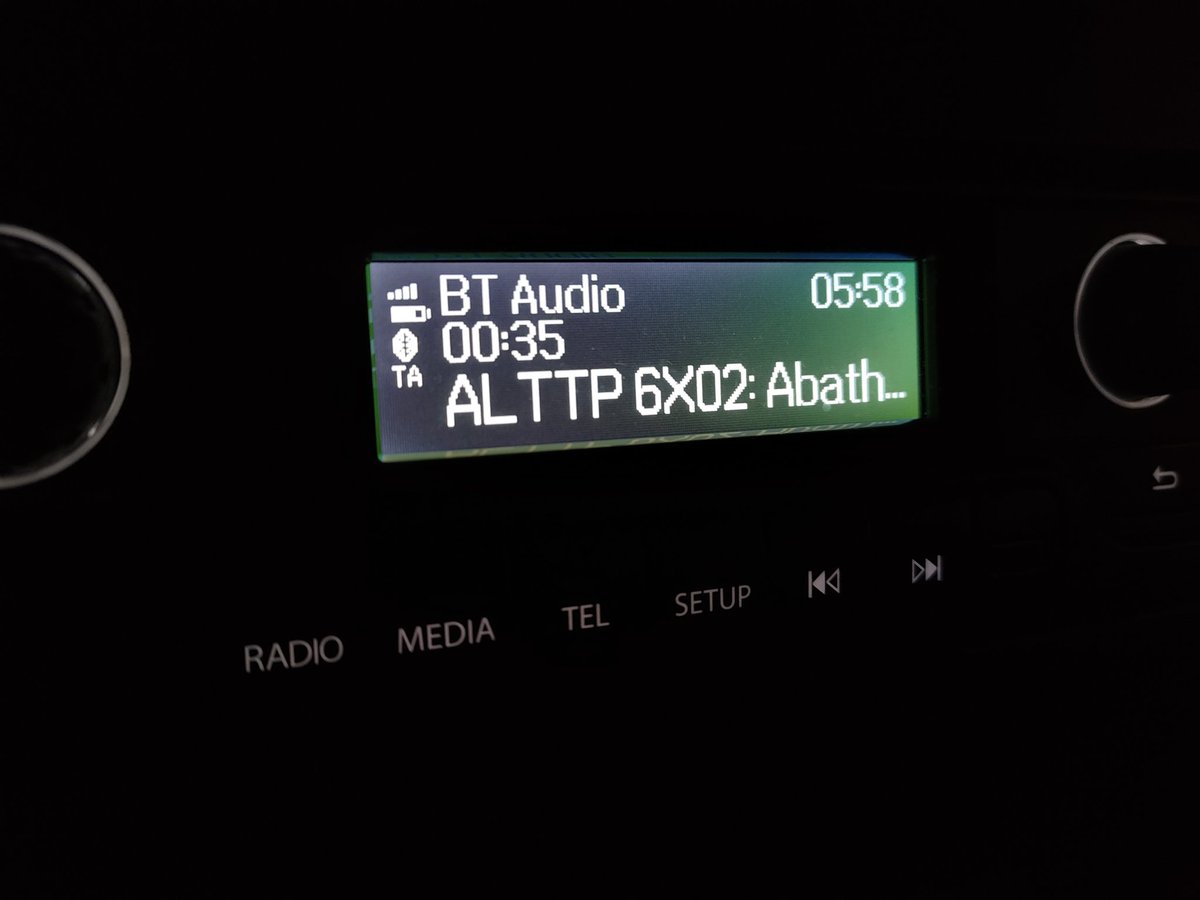 BT Audio 05:58
00:35
TA
ALTTP 6X02: Abath...
RADIO MEDIA TEL SETUP